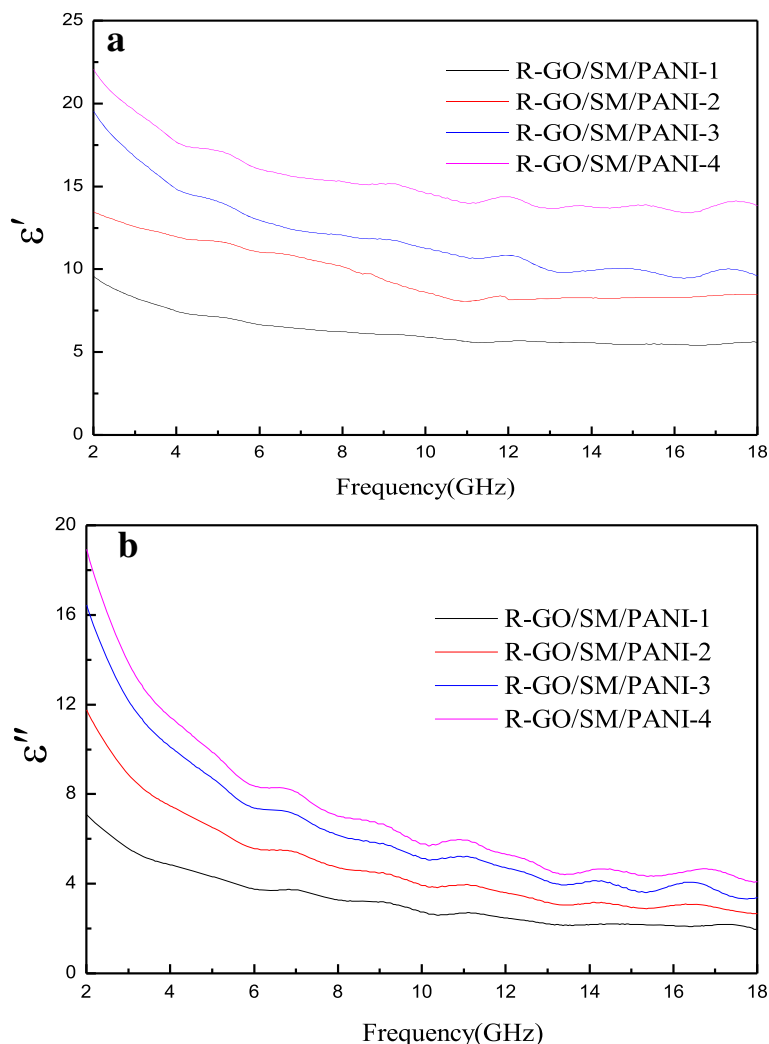 a
25
20
15
10
5
0
ε′
R-GO/SM/PANI-1
R-GO/SM/PANI-2
R-GO/SM/PANI-3
R-GO/SM/PANI-4
2 4 6 8 10 12 14 16 18
Frequency(GHz)
b
20
16
12
8
4
0
ε″
R-GO/SM/PANI-1
R-GO/SM/PANI-2
R-GO/SM/PANI-3
R-GO/SM/PANI-4
2 4 6 8 10 12 14 16 18
Frequency(GHz)